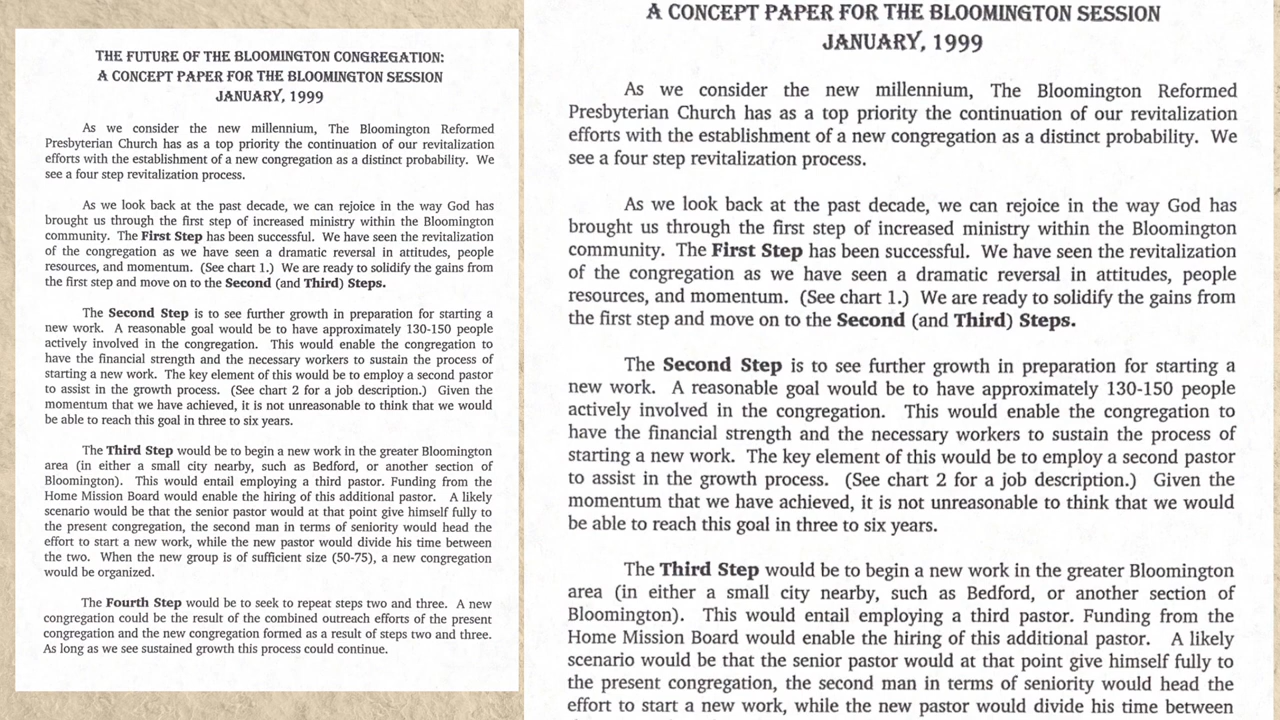 THE FUTURE OF THE BLOOMINGTON CONGREGATION:
A CONCEPT PAPER FOR THE BLOOMINGTON SESSION
JANUARY, 1999
As we consider the new millennium, The Bloomington Reformed
Presbyterian Church has as a top priority the continuation of our revitalization
efforts with the establishment of a new congregation as a distinct probability. We
see a four step revitalization process.
As we look back at the past decade, we can rejoice in the way God has
brought us through the first step of increased ministry within the Bloomington
community. The First Step has been successful. We have seen the revitalization
of the congregation as we have seen a dramatic reversal in attitudes, people
resources, and momentum. (See chart 1.) We are ready to solidify the gains from
the first step and move on to the Second (and Third) Steps.
The Second Step is to see further growth in preparation for starting a
new work. A reasonable goal would be to have approximately 130-150 people
actively involved in the congregation. This would enable the congregation to
have the financial strength and the necessary workers to sustain the process of
starting a new work. The key element of this would be to employ a second pastor
to assist in the growth process. (See chart 2 for a job description.) Given the
momentum that we have achieved, it is not unreasonable to think that we would
be able to reach this goal in three to six years.
The Third Step would be to begin a new work in the greater Bloomington
area (in either a small city nearby, such as Bedford, or another section of
Bloomington). This would entail employing a third pastor. Funding from the
Home Mission Board would enable the hiring of this additional pastor. A likely
scenario would be that the senior pastor would at that point give himself fully to
the present congregation, the second man in terms of seniority would head the
effort to start a new work, while the new pastor would divide his time between
the two. When the new group is of sufficient size (50-75), a new congregation
would be organized.
The Fourth Step would be to seek to repeat steps two and three. A new
congregation could be the result of the combined outreach efforts of the present
congregation and the new congregation formed as a result of steps two and three.
As long as we see sustained growth this process could continue.
A CONCEPT PAPER FOR THE BLOOMINGTON SESSION
JANUARY, 1999
As we consider the new millennium, The Bloomington Reformed
Presbyterian Church has as a top priority the continuation of our revitalization
efforts with the establishment of a new congregation as a distinct probability. We
see a four step revitalization process.
As we look back at the past decade, we can rejoice in the way God has
brought us through the first step of increased ministry within the Bloomington
community. The First Step has been successful. We have seen the revitalization
of the congregation as we have seen a dramatic reversal in attitudes, people
resources, and momentum. (See chart 1.) We are ready to solidify the gains from
the first step and move on to the Second (and Third) Steps.
The Second Step is to see further growth in preparation for starting a
new work. A reasonable goal would be to have approximately 130-150 people
actively involved in the congregation. This would enable the congregation to
have the financial strength and the necessary workers to sustain the process of
starting a new work. The key element of this would be to employ a second pastor
to assist in the growth process. (See chart 2 for a job description.) Given the
momentum that we have achieved, it is not unreasonable to think that we would
be able to reach this goal in three to six years.
The Third Step would be to begin a new work in the greater Bloomington
area (in either a small city nearby, such as Bedford, or another section of
Bloomington). This would entail employing a third pastor. Funding from the
Home Mission Board would enable the hiring of this additional pastor. A likely
scenario would be that the senior pastor would at that point give himself fully to
the present congregation, the second man in terms of seniority would head the
effort to start a new work, while the new pastor would divide his time between